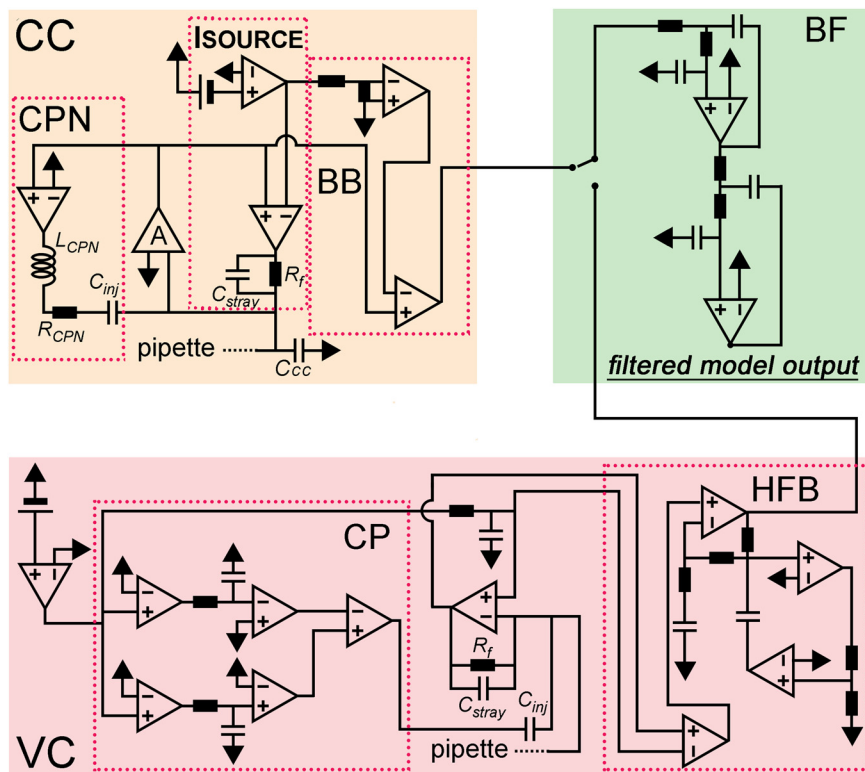 CC
ISOURCE
BF
CPN
BB
A
LCPN
Cinj
RCPN
Cstray
Rf
pipette
Ccc
filtered model output
HFB
CP
Rf
Cstray
Cinj
pipette
VC